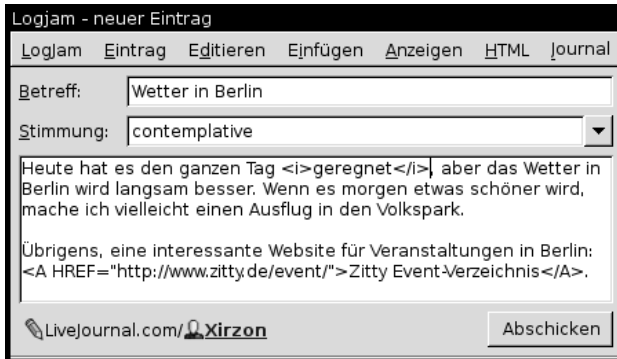 Logjam - neuer Eintrag
LogJam Eintrag Editieren Einfügen Anzeigen HTML Journal
Betreff: Wetter in Berlin
Stimmung: contemplative
Heute hat es den ganzen Tag <i>geregnet</i>, aber das Wetter in
Berlin wird langsam besser. Wenn es morgen etwas schöner wird,
mache ich vielleicht einen Ausflug in den Volkspark.
Übrigens, eine interessante Website für Veranstaltungen in Berlin:
<A HREF="http://www.zitty.de/event/">Zitty Event-Verzeichnis</A>.
LiveJournal.com/Xirzon Abschicken